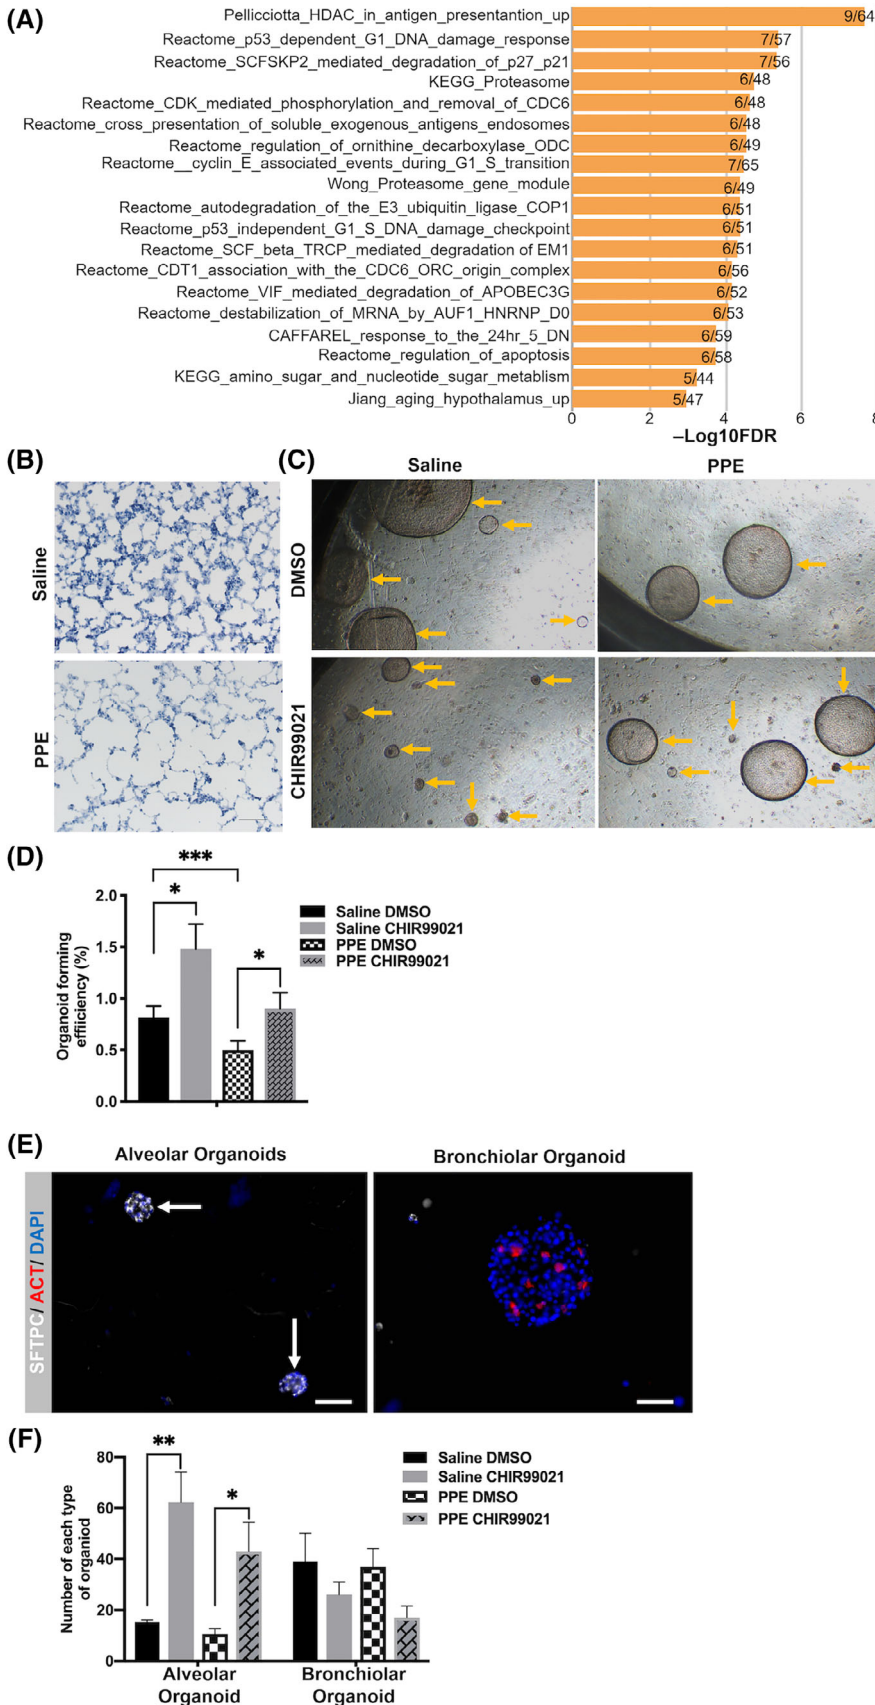 (A)
Pellicciotta_HDAC_in_antigen_presentantion_up 9/64
Reactome_p53_dependent_G1_DNA_damage_response 7/57
Reactome_SCFSKP2_mediated_degradation_of_p27_p21 7/56
KEGG_Proteasome 6/48
Reactome_CDK_mediated_phosphorylation_and_removal_of_CDC6 6/48
Reactome_cross_presentation_of_soluble_exogenous_antigens_endosomes 6/48
Reactome_regulation_of_ornithine_decarboxylase_ODC 6/49
Reactome__cyclin_E_associated_events_during_G1_S_transition 7/65
Wong_Proteasome_gene_module 6/49
Reactome_autodegradation_of_the_E3_ubiquitin_ligase_COP1 6/51
Reactome_p53_independent_G1_S_DNA_damage_checkpoint 6/51
Reactome_SCF_beta_TRCP_mediated_degradation of EM1 6/51
Reactome_CDT1_association_with_the_CDC6_ORC_origin_complex 6/56
Reactome_VIF_mediated_degradation_of_APOBEC3G 6/52
Reactome_destabilization_of_MRNA_by_AUF1_HNRNP_D0 6/53
CAFFAREL_response_to_the_24hr_5_DN 6/59
Reactome_regulation_of_apoptosis 6/58
KEGG_amino_sugar_and_nucleotide_sugar_metablism 5/44
Jiang_aging_hypothalamus_up 5/47
0 2 4 6 8
–Log10FDR
(B)
Saline
PPE
(C)
Saline PPE
DMSO
CHIR99021
(D)
***
*
*
2.0
1.5
1.0
0.5
0.0
Organoid forming
effiiciency (%)
Saline DMSO
Saline CHIR99021
PPE DMSO
PPE CHIR99021
(E)
Alveolar Organoids Bronchiolar Organoid
SFTPC/ ACT/ DAPI
(F)
**
*
80
60
40
20
0
Number of each type
of organiod
Saline DMSO
Saline CHIR99021
PPE DMSO
PPE CHIR99021
Alveolar Bronchiolar
Organoid Organoid